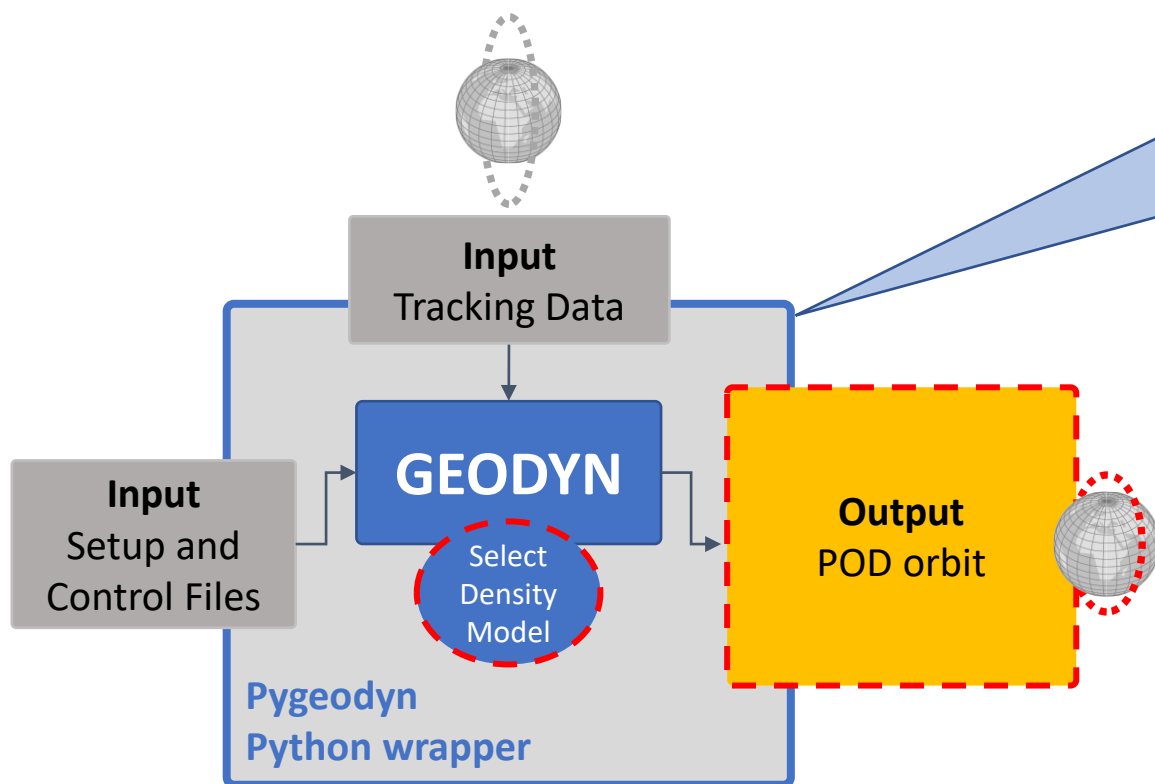 Input
Tracking Data
GEODYN
Input
Setup and
Control Files
Select
Density
Model
Output
POD orbit
Pygeodyn
Python wrapper